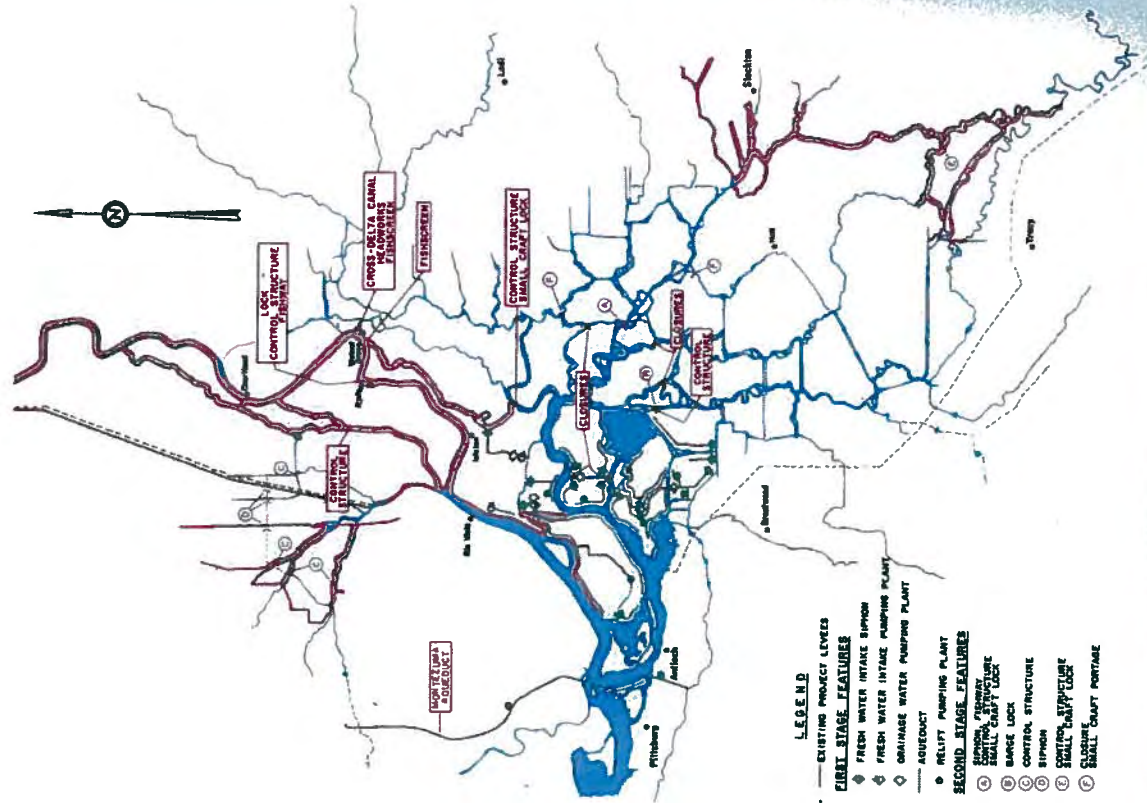 N
Lodi
CROSS-DELTA CANAL
HEADWORKS
FISHSCREEN
FISHSCREEN
LOCK
CONTROL STRUCTURE
FISHWAY
CONTROL STRUCTURE
SMALL CRAFT LOCK
Courtland
Walnut
Isleton
CONTROL
STRUCTURE
Rio Vista
CLOSURES
CLOSURES
CONTROL
STRUCTURE
Stockton
Holt
Tracy
Brentwood
Antioch
Pittsburg
MONTEZUMA
AQUEDUCT
C
D
C
C
F
A
F
A
E
LEGEND
EXISTING PROJECT LEVEES
FIRST STAGE FEATURES
FRESH WATER INTAKE SIPHON
FRESH WATER INTAKE PUMPING PLANT
DRAINAGE WATER PUMPING PLANT
AQUEDUCT
RELIFT PUMPING PLANT
SECOND STAGE FEATURES
A SIPHON, FISHWAY
CONTROL STRUCTURE
SMALL CRAFT LOCK
B BARGE LOCK
C CONTROL STRUCTURE
D SIPHON
E CONTROL STRUCTURE
SMALL CRAFT LOCK
F CLOSURE
SMALL CRAFT PORTAGE